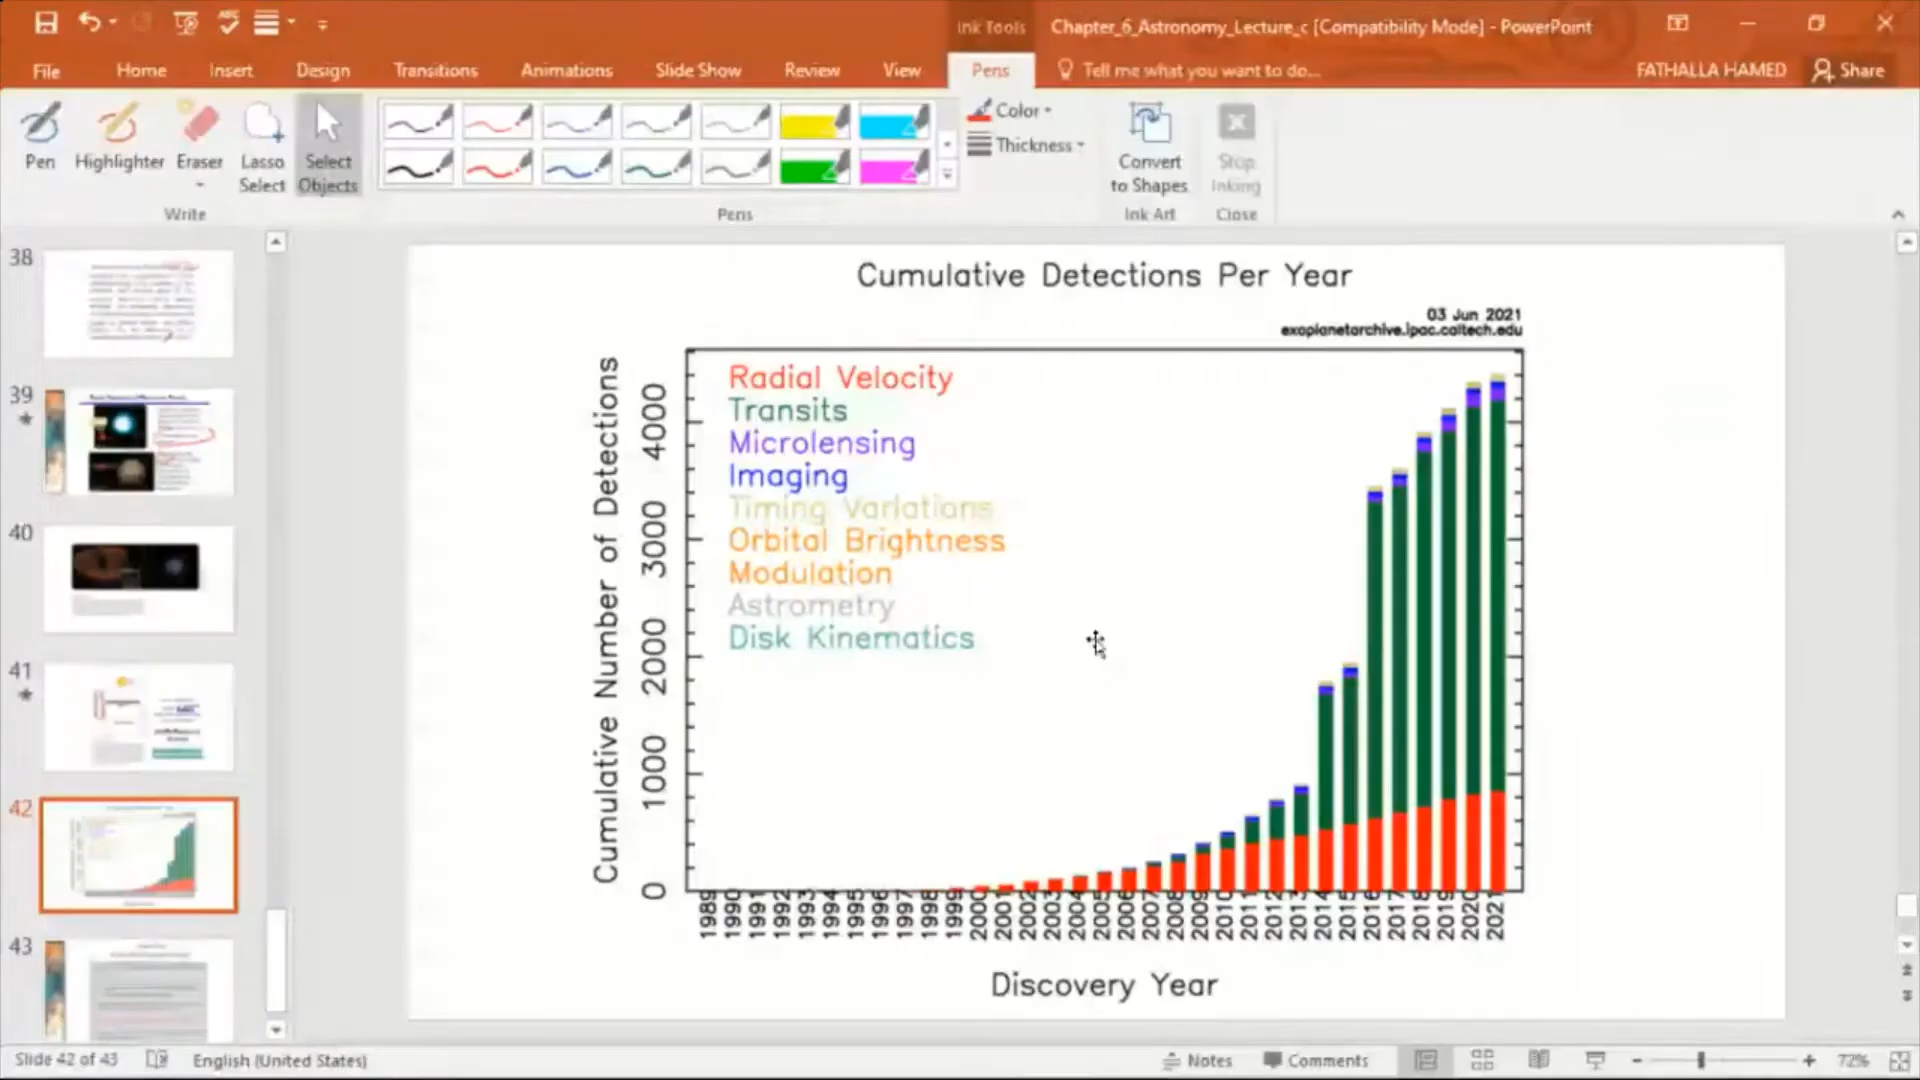 Ink Tools
Chapter_6_Astronomy_Lecture_c [Compatibility Mode] - PowerPoint
File
Home
Insert
Design
Transitions
Animations
Slide Show
Review
View
Pens
Tell me what you want to do...
FATHALLA HAMED
Share
Pen
Highlighter
Eraser
Lasso
Select
Select
Objects
Write
Pens
Color
Thickness
Convert
to Shapes
Ink Art
Stop
Inking
Close
38
39
40
41
42
43
Cumulative Detections Per Year
03 Jun 2021
exoplanetarchive.ipac.caltech.edu
Radial Velocity
Transits
Microlensing
Imaging
Timing Variations
Orbital Brightness
Modulation
Astrometry
Disk Kinematics
Cumulative Number of Detections
4000
3000
2000
1000
0
1989 1990 1991 1992 1993 1994 1995 1996 1997 1998 1999 2000 2001 2002 2003 2004 2005 2006 2007 2008 2009 2010 2011 2012 2013 2014 2015 2016 2017 2018 2019 2020 2021
Discovery Year
Slide 42 of 43
English (United States)
Notes
Comments
72%